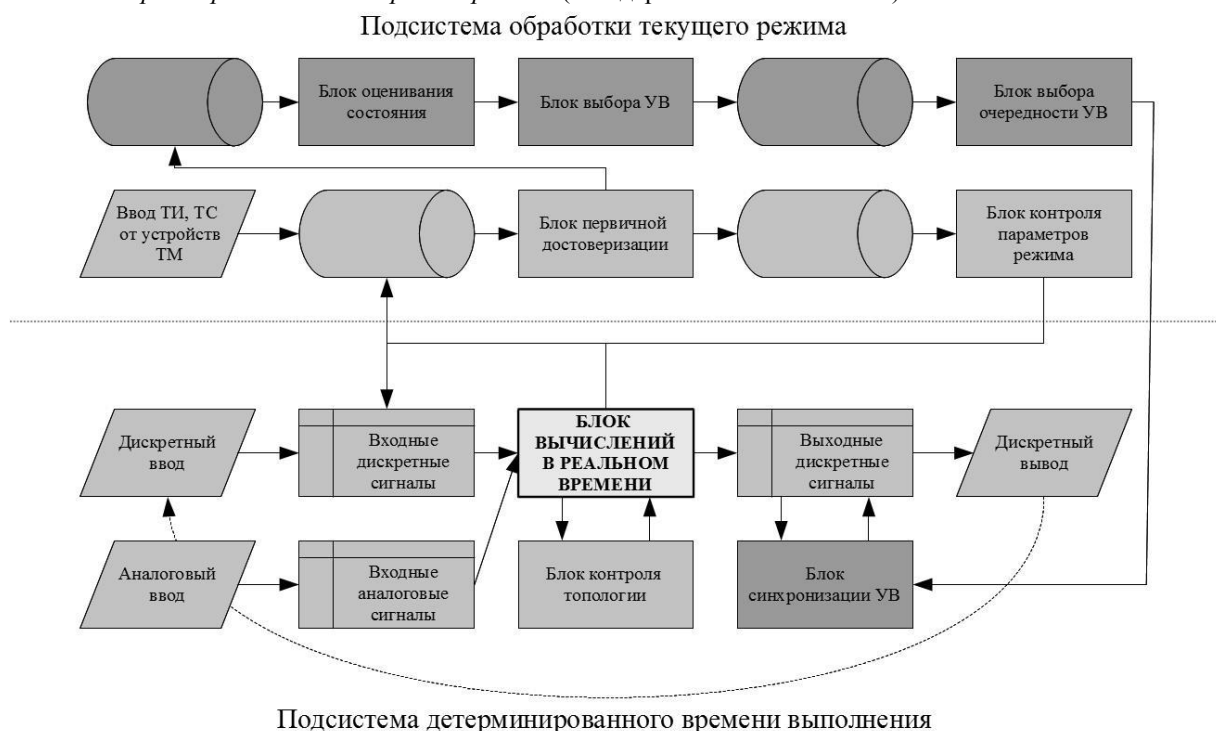 Подсистема обработки текущего режима
Блок оценивания
состояния
Блок выбора УВ
Блок выбора
очередности УВ
Ввод ТИ, ТС
от устройств
ТМ
Блок первичной
достоверизации
Блок контроля
параметров
режима
Дискретный
ввод
Входные
дискретные
сигналы
БЛОК
ВЫЧИСЛЕНИЙ
В РЕАЛЬНОМ
ВРЕМЕНИ
Выходные
дискретные
сигналы
Дискретный
вывод
Аналоговый
ввод
Входные
аналоговые
сигналы
Блок контроля
топологии
Блок
синхронизации УВ
Подсистема детерминированного времени выполнения